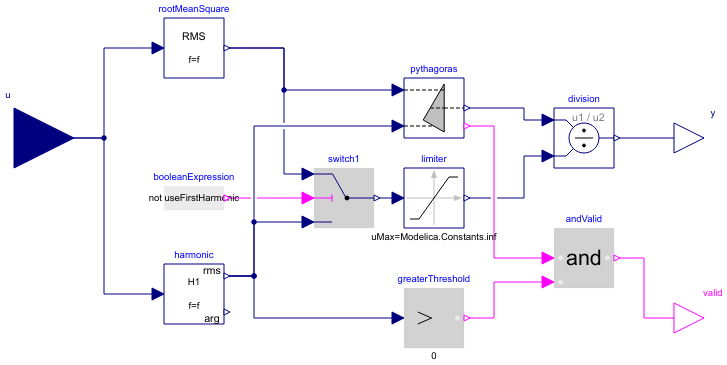 rootMeanSquare
RMS
f=f
u
pythagoras
division
u1 / u2
y
booleanExpression
not useFirstHarmonic
switch1
limiter
uMax=Modelica.Constants.inf
andValid
and
harmonic
rms
H1
f=f
arg
greaterThreshold
>
0
valid